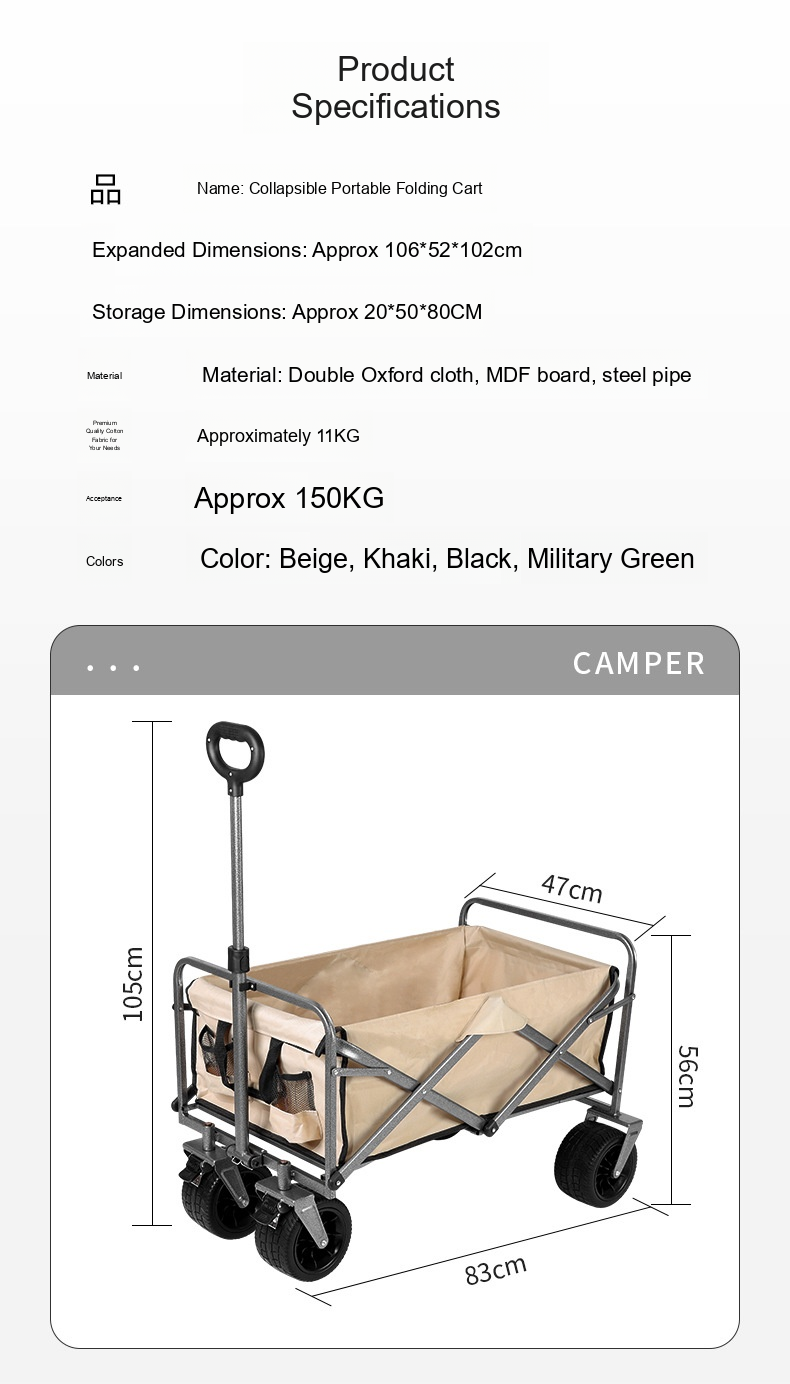 Product
Specifications
品
Name: Collapsible Portable Folding Cart
Expanded Dimensions: Approx 106*52*102cm
Storage Dimensions: Approx 20*50*80CM
Material
Material: Double Oxford cloth, MDF board, steel pipe
Premium
Quality Cotton
Fabric for
Your Needs
Approximately 11KG
Acceptance
Approx 150KG
Colors
Color: Beige, Khaki, Black, Military Green
CAMPER
47cm
105cm
56cm
83cm